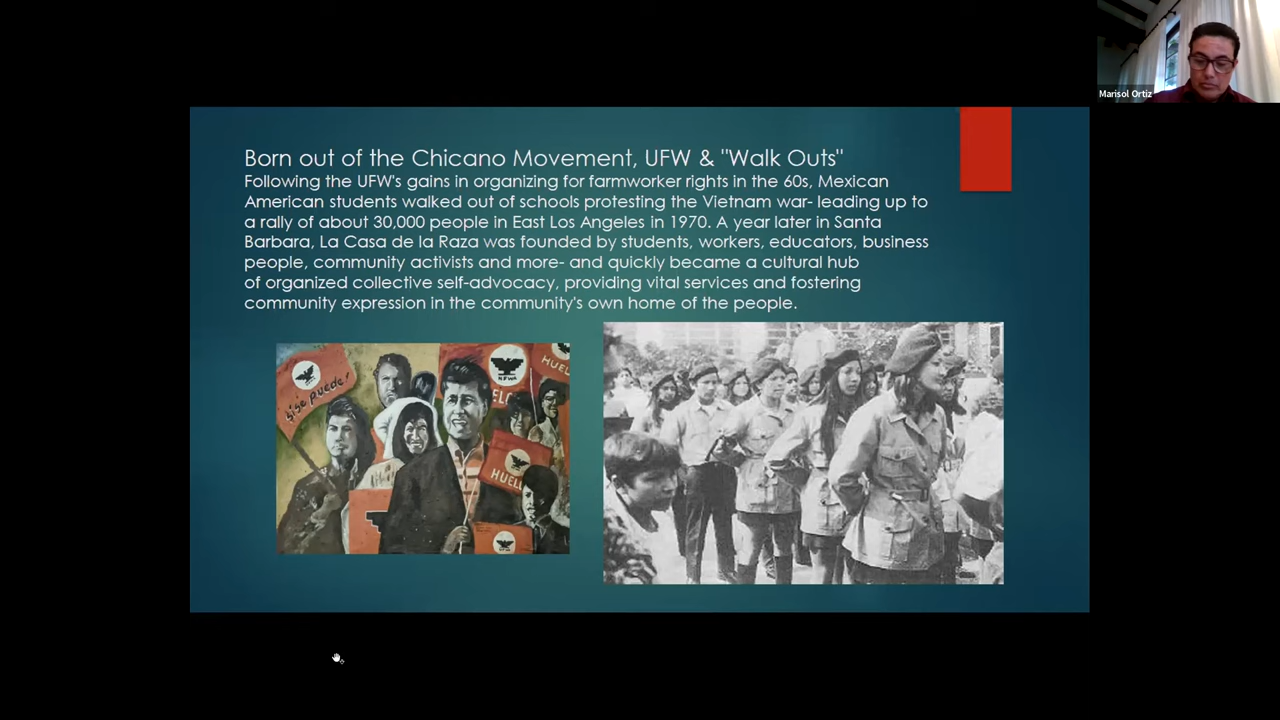 Marisol Ortiz
Born out of the Chicano Movement, UFW & "Walk Outs"
Following the UFW's gains in organizing for farmworker rights in the 60s, Mexican
American students walked out of schools protesting the Vietnam war- leading up to
a rally of about 30,000 people in East Los Angeles in 1970. A year later in Santa
Barbara, La Casa de la Raza was founded by students, workers, educators, business
people, community activists and more- and quickly became a cultural hub
of organized collective self-advocacy, providing vital services and fostering
community expression in the community's own home of the people.
si se puede!
NFWA
HUEL
ELG
HUELG